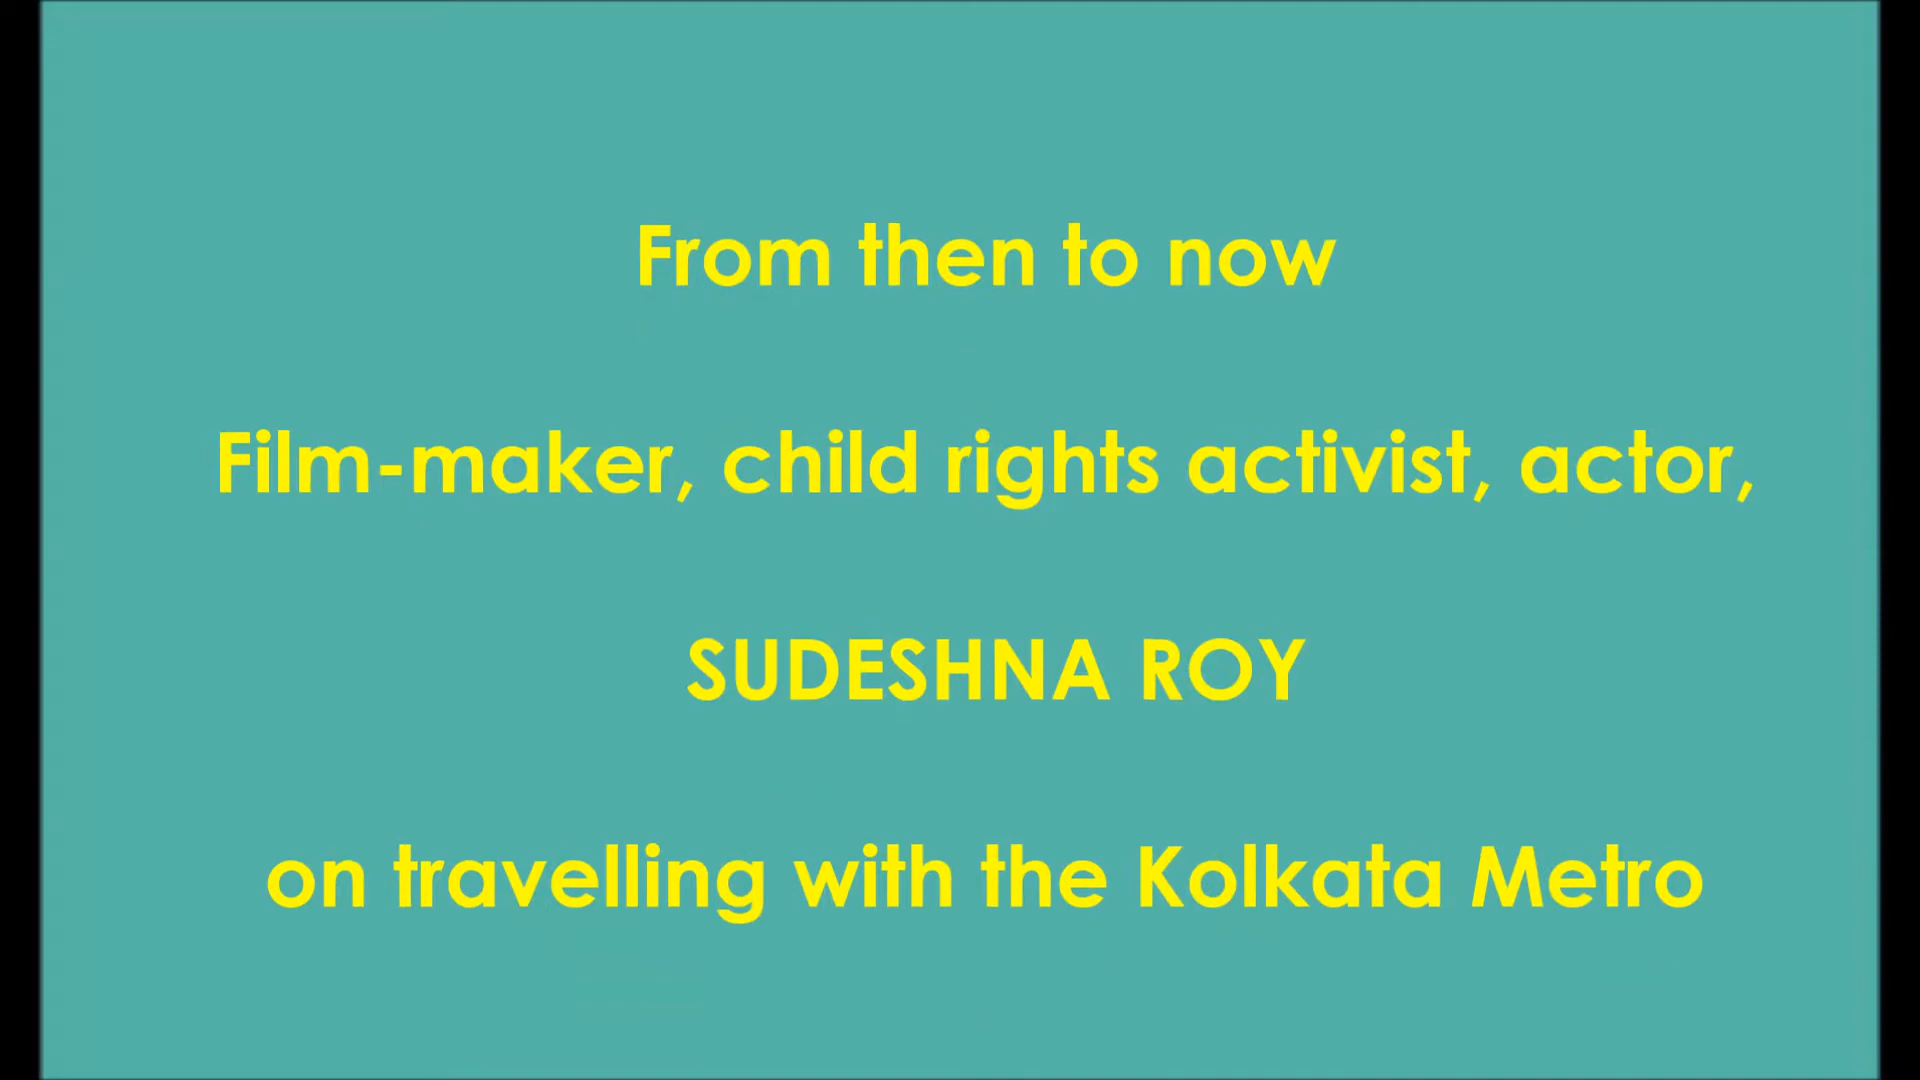 From then to now
Film-maker, child rights activist, actor,
SUDESHNA ROY
on travelling with the Kolkata Metro